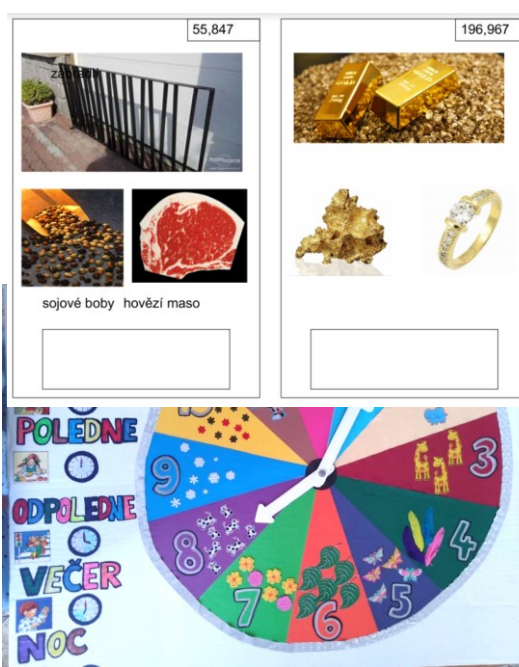 55,847
196,967
zábradlí
sojové boby hovězí maso
POLEDNE
ODPOLEDNE
VEČER
NOC
9
8
7
6
5
4
3